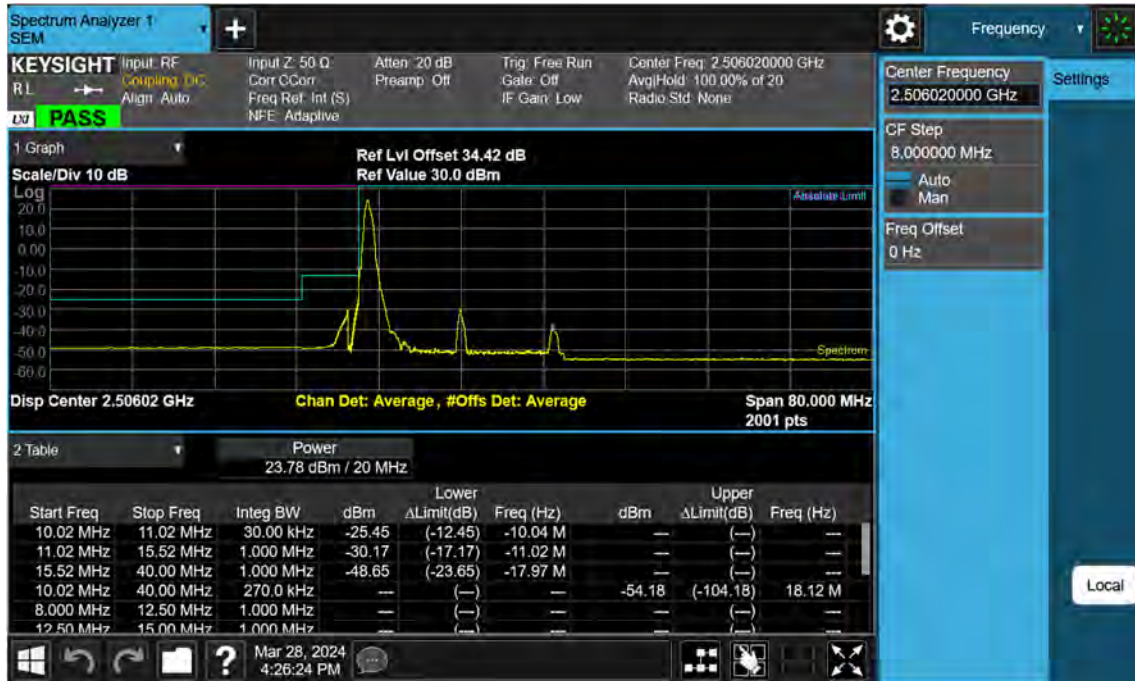 Spectrum Analyzer 1
SEM
+
Frequency
KEYSIGHT
Input: RF
Input Z: 50 Ω
Atten: 20 dB
Trig: Free Run
Center Freq: 2.506020000 GHz
RL
Coupling: DC
Corr CCorr
Preamp: Off
Gate: Off
Avg|Hold: 100.00% of 20
Align: Auto
Freq Ref: Int (S)
IF Gain: Low
Radio Std: None
LXI
PASS
NFE: Adaptive
Center Frequency
2.506020000 GHz
Settings
CF Step
8.000000 MHz
Auto
Man
Freq Offset
0 Hz
1 Graph
Ref Lvl Offset 34.42 dB
Scale/Div 10 dB
Ref Value 30.0 dBm
Log
Absolute Limit
20.0
10.0
0.00
-10.0
-20.0
-30.0
-40.0
-50.0
Spectrum
-60.0
Disp Center 2.50602 GHz
Chan Det: Average , #Offs Det: Average
Span 80.000 MHz
2001 pts
2 Table
Power
23.78 dBm / 20 MHz
Lower Upper
Start Freq Stop Freq Integ BW dBm ΔLimit(dB) Freq (Hz) dBm ΔLimit(dB) Freq (Hz)
10.02 MHz 11.02 MHz 30.00 kHz -25.45 (-12.45) -10.04 M --- (---) ---
11.02 MHz 15.52 MHz 1.000 MHz -30.17 (-17.17) -11.02 M --- (---) ---
15.52 MHz 40.00 MHz 1.000 MHz -48.65 (-23.65) -17.97 M --- (---) ---
10.02 MHz 40.00 MHz 270.0 kHz --- (---) --- -54.18 (-104.18) 18.12 M
8.000 MHz 12.50 MHz 1.000 MHz --- (---) --- --- (---) ---
12.50 MHz 15.00 MHz 1.000 MHz --- (---) --- --- (---) ---
Local
?
Mar 28, 2024
4:26:24 PM